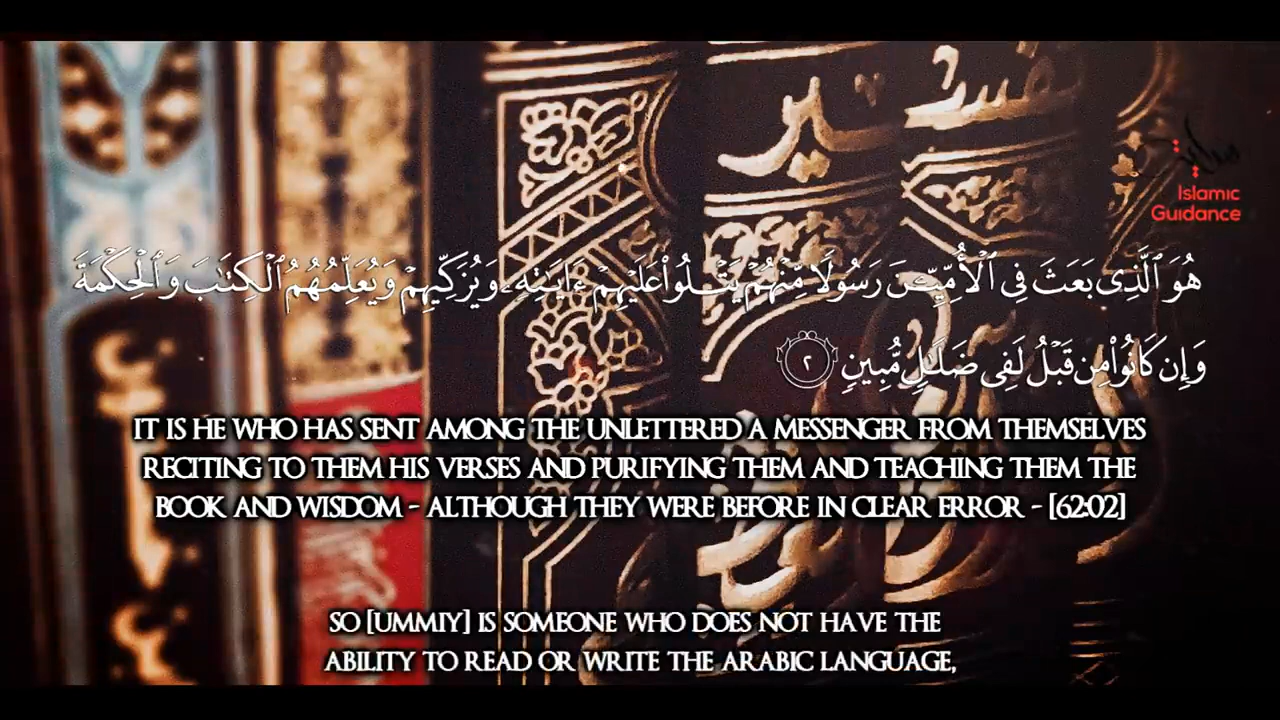 تفسير
هداية
Islamic
Guidance
هُوَ ٱلَّذِى بَعَثَ فِى ٱلْأُمِّيِّـۧنَ رَسُولًا مِّنْهُمْ يَتْلُوا۟ عَلَيْهِمْ ءَايَـٰتِهِۦ وَيُزَكِّيهِمْ وَيُعَلِّمُهُمُ ٱلْكِتَـٰبَ وَٱلْحِكْمَةَ
وَإِن كَانُوا۟ مِن قَبْلُ لَفِى ضَلَـٰلٍ مُّبِينٍ ٢
IT IS HE WHO HAS SENT AMONG THE UNLETTERED A MESSENGER FROM THEMSELVES
RECITING TO THEM HIS VERSES AND PURIFYING THEM AND TEACHING THEM THE
BOOK AND WISDOM - ALTHOUGH THEY WERE BEFORE IN CLEAR ERROR - [62:02]
SO [UMMIY] IS SOMEONE WHO DOES NOT HAVE THE
ABILITY TO READ OR WRITE THE ARABIC LANGUAGE,